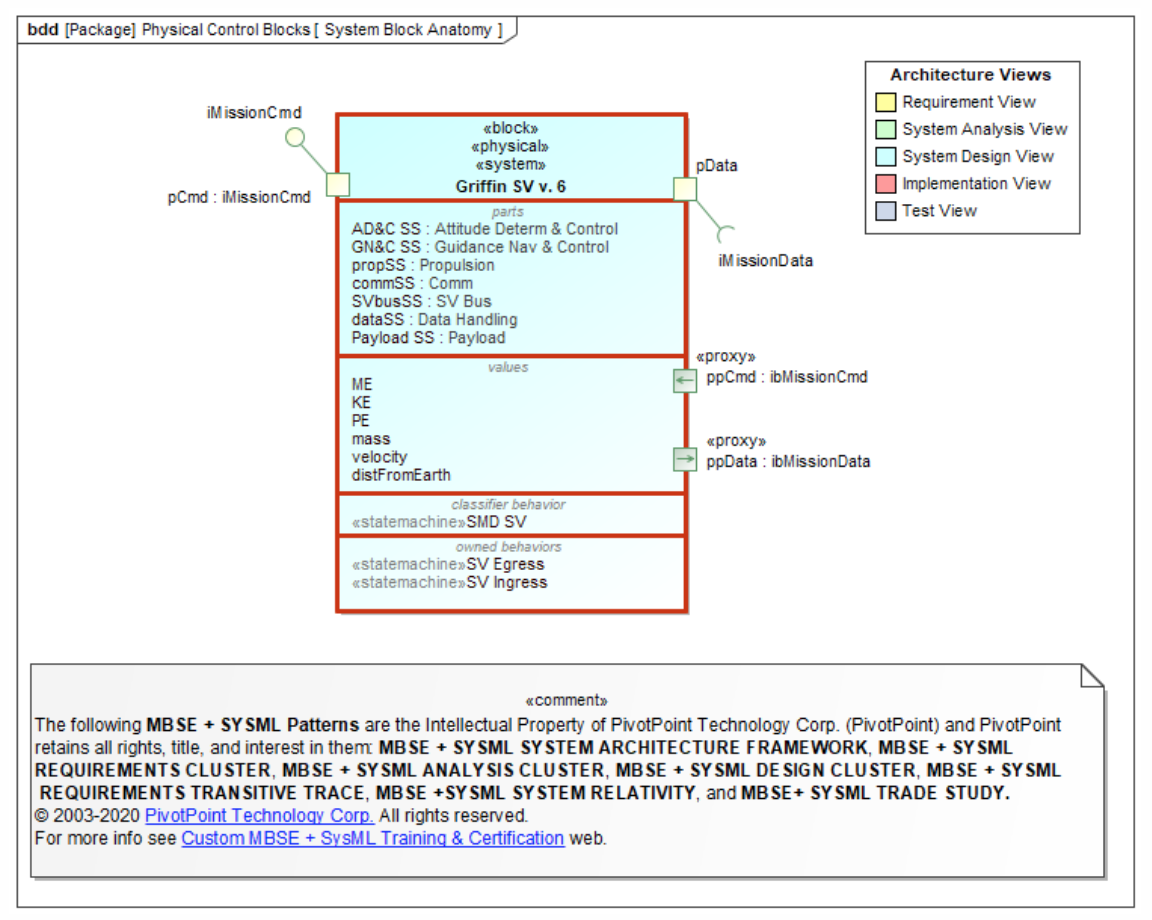 bdd [Package] Physical Control Blocks [ System Block Anatomy ]
Architecture Views
Requirement View
System Analysis View
System Design View
Implementation View
Test View
iMissionCmd
pCmd : iMissionCmd
«block»
«physical»
«system»
Griffin SV v. 6
pData
iMissionData
parts
AD&C SS : Attitude Determ & Control
GN&C SS : Guidance Nav & Control
propSS : Propulsion
commSS : Comm
SVbusSS : SV Bus
dataSS : Data Handling
Payload SS : Payload
values
ME
KE
PE
mass
velocity
distFromEarth
«proxy»
ppCmd : ibMissionCmd
«proxy»
ppData : ibMissionData
classifier behavior
«statemachine»SMD SV
owned behaviors
«statemachine»SV Egress
«statemachine»SV Ingress
«comment»
The following MBSE + SYSML Patterns are the Intellectual Property of PivotPoint Technology Corp. (PivotPoint) and PivotPoint
retains all rights, title, and interest in them: MBSE + SYSML SYSTEM ARCHITECTURE FRAMEWORK, MBSE + SYSML
REQUIREMENTS CLUSTER, MBSE + SYSML ANALYSIS CLUSTER, MBSE + SYSML DESIGN CLUSTER, MBSE + SYSML
REQUIREMENTS TRANSITIVE TRACE, MBSE +SYSML SYSTEM RELATIVITY, and MBSE+ SYSML TRADE STUDY.
© 2003-2020 PivotPoint Technology Corp. All rights reserved.
For more info see Custom MBSE + SysML Training & Certification web.